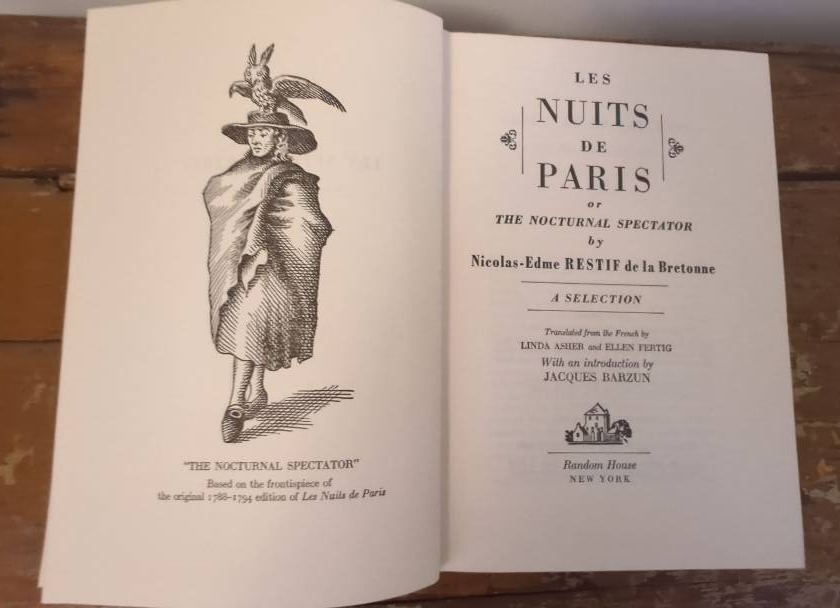 "THE NOCTURNAL SPECTATOR"
Based on the frontispiece of
the original 1788–1794 edition of Les Nuits de Paris
LES
NUITS
DE
PARIS
or
THE NOCTURNAL SPECTATOR
by
Nicolas-Edme RESTIF de la Bretonne
A SELECTION
Translated from the French by
LINDA ASHER and ELLEN FERTIG
With an introduction by
JACQUES BARZUN
Random House
NEW YORK